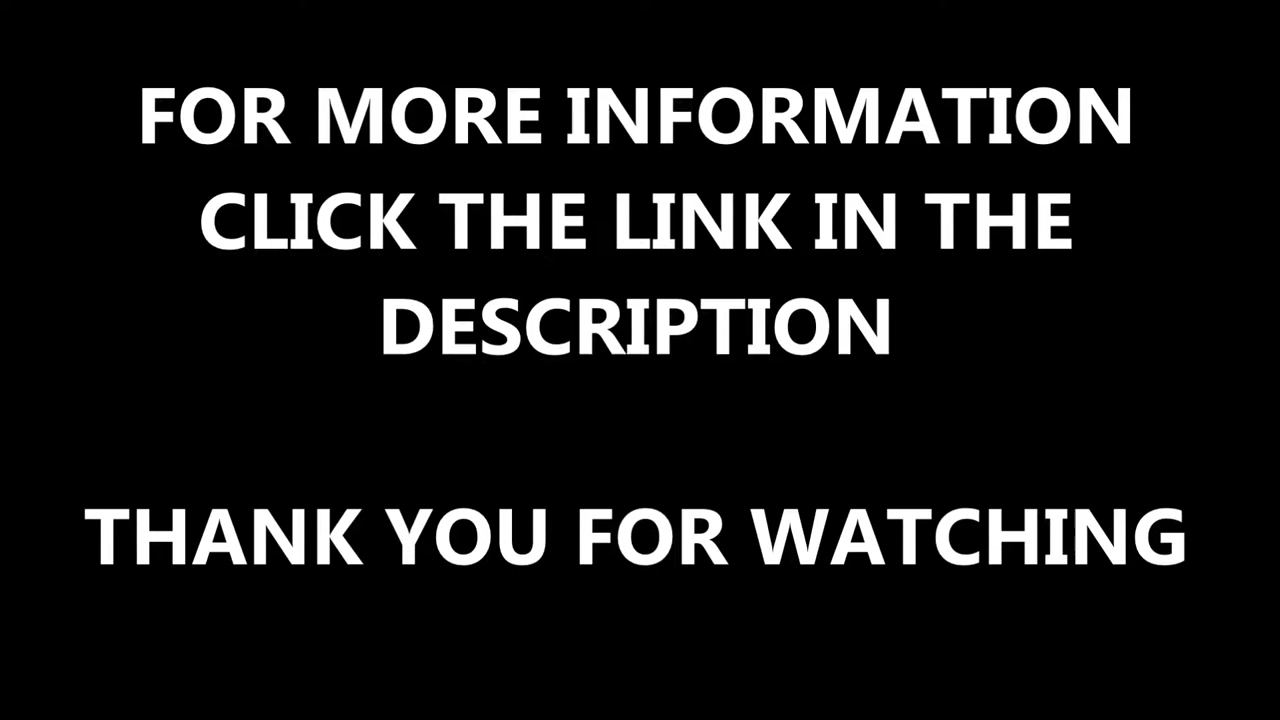 FOR MORE INFORMATION
CLICK THE LINK IN THE
DESCRIPTION
THANK YOU FOR WATCHING